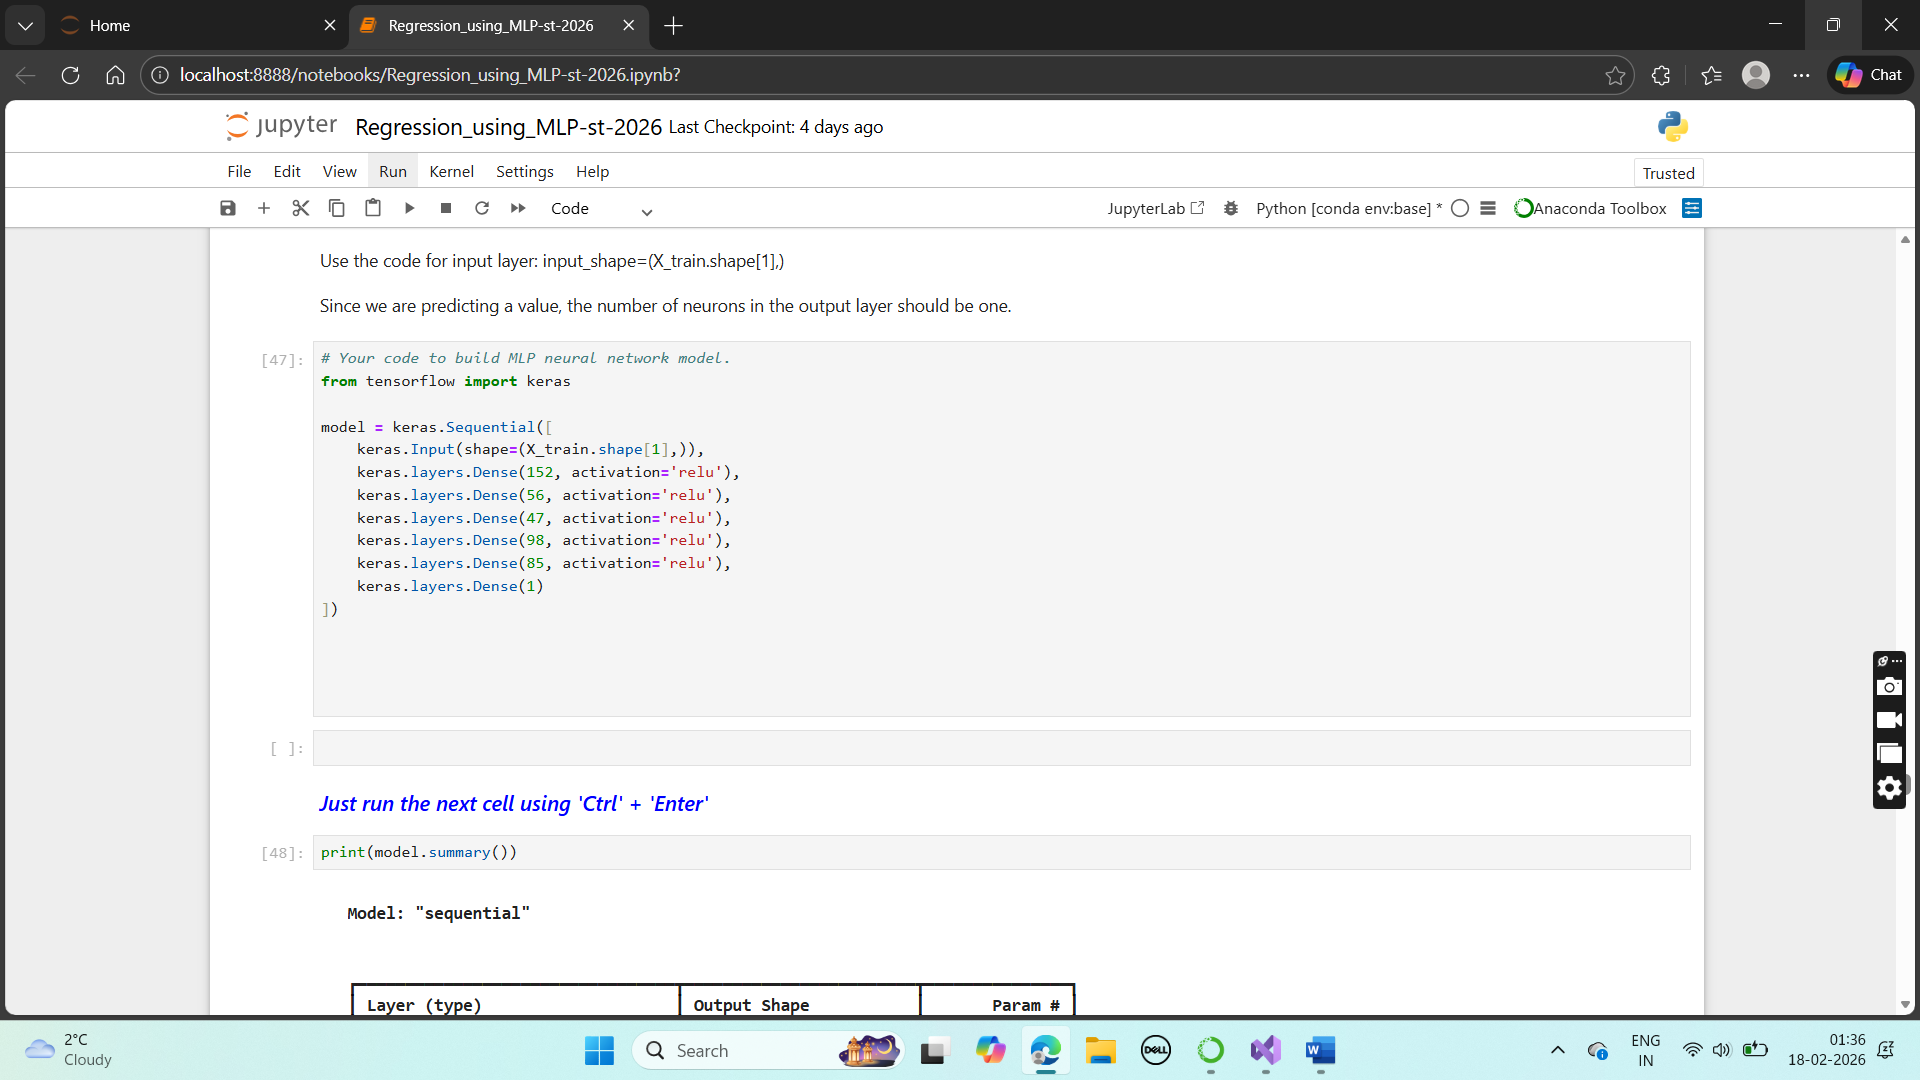 Home
Regression_using_MLP-st-2026
localhost:8888/notebooks/Regression_using_MLP-st-2026.ipynb?
Chat
jupyter Regression_using_MLP-st-2026 Last Checkpoint: 4 days ago
File Edit View Run Kernel Settings Help
Trusted
Code
JupyterLab
Python [conda env:base] *
Anaconda Toolbox
Use the code for input layer: input_shape=(X_train.shape[1],)
Since we are predicting a value, the number of neurons in the output layer should be one.
[47]:
# Your code to build MLP neural network model.
from tensorflow import keras
model = keras.Sequential([
    keras.Input(shape=(X_train.shape[1],)),
    keras.layers.Dense(152, activation='relu'),
    keras.layers.Dense(56, activation='relu'),
    keras.layers.Dense(47, activation='relu'),
    keras.layers.Dense(98, activation='relu'),
    keras.layers.Dense(85, activation='relu'),
    keras.layers.Dense(1)
])
[ ]:
Just run the next cell using 'Ctrl' + 'Enter'
[48]:
print(model.summary())
Model: "sequential"
Layer (type) Output Shape Param #
2°C
Cloudy
Search
DELL
W
ENG
IN
01:36
18-02-2026